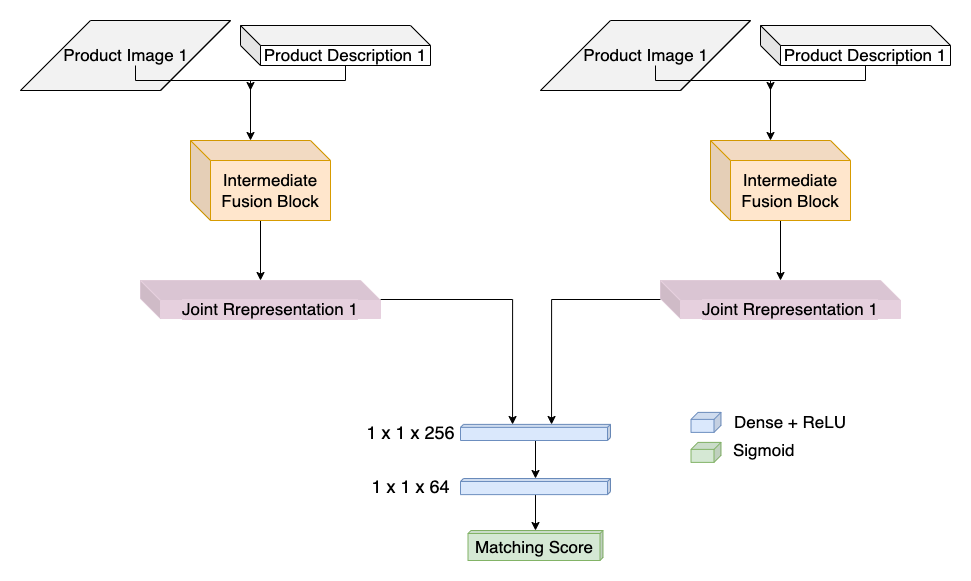 Product Image 1
Product Description 1
Product Image 1
Product Description 1
Intermediate
Fusion Block
Intermediate
Fusion Block
Joint Rrepresentation 1
Joint Rrepresentation 1
1 x 1 x 256
Dense + ReLU
Sigmoid
1 x 1 x 64
Matching Score